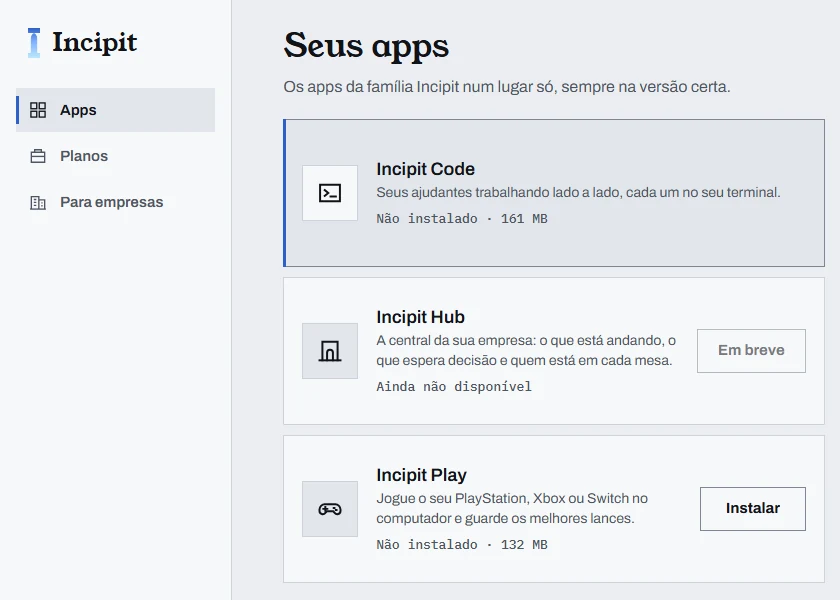 Incipit
Apps
Planos
Para empresas
Seus apps
Os apps da família Incipit num lugar só, sempre na versão certa.
Incipit Code
Seus ajudantes trabalhando lado a lado, cada um no seu terminal.
Não instalado · 161 MB
Incipit Hub
A central da sua empresa: o que está andando, o
que espera decisão e quem está em cada mesa.
Ainda não disponível
Em breve
Incipit Play
Jogue o seu PlayStation, Xbox ou Switch no
computador e guarde os melhores lances.
Não instalado · 132 MB
Instalar